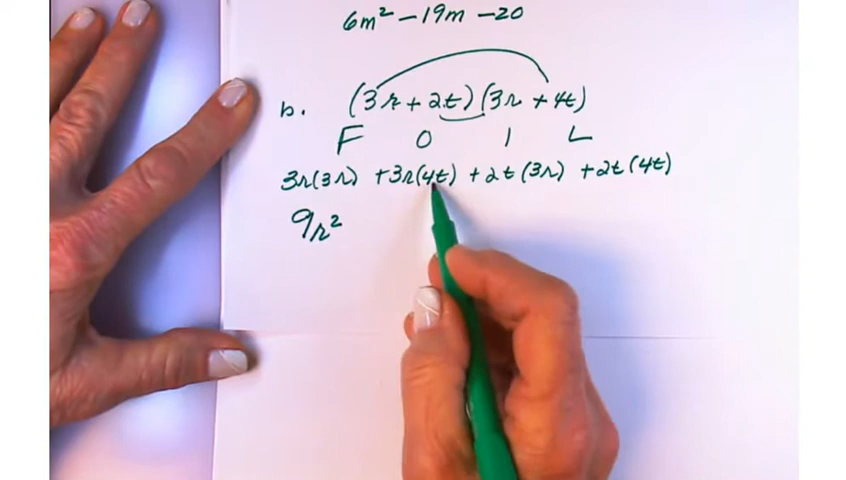 6m² - 19m - 20
b. (3r + 2t)(3r + 4t)
F O I L
3r(3r) + 3r(4t) + 2t(3r) + 2t(4t)
9r²